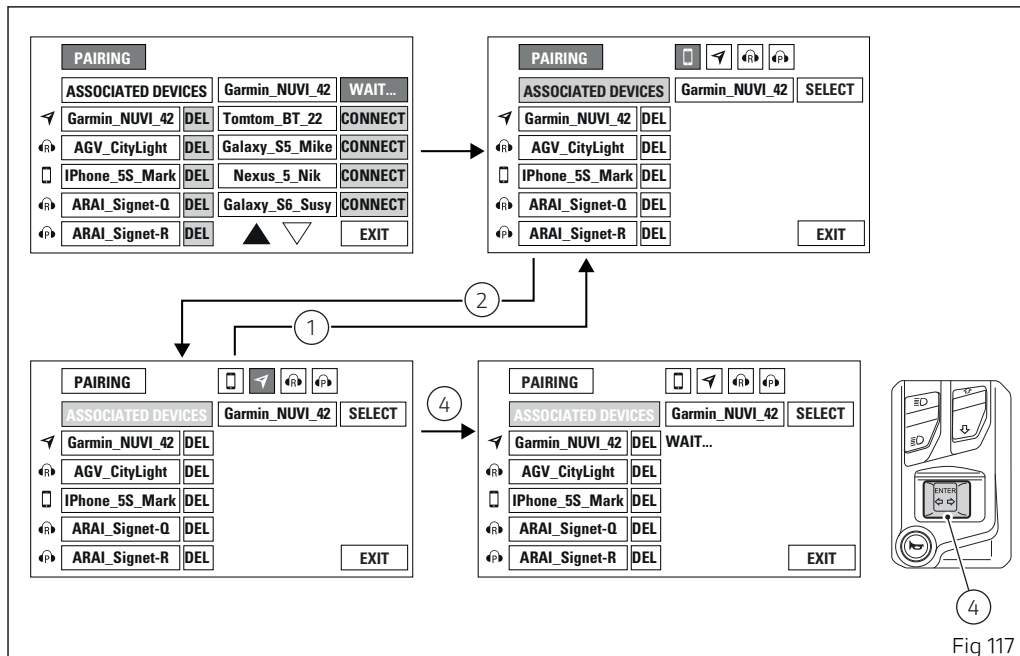 PAIRING
ASSOCIATED DEVICES Garmin_NUVI_42 WAIT...
Garmin_NUVI_42 DEL Tomtom_BT_22 CONNECT
R AGV_CityLight DEL Galaxy_S5_Mike CONNECT
IPhone_5S_Mark DEL Nexus_5_Nik CONNECT
R ARAI_Signet-Q DEL Galaxy_S6_Susy CONNECT
P ARAI_Signet-R DEL EXIT
PAIRING R P
ASSOCIATED DEVICES Garmin_NUVI_42 SELECT
Garmin_NUVI_42 DEL
R AGV_CityLight DEL
IPhone_5S_Mark DEL
R ARAI_Signet-Q DEL
P ARAI_Signet-R DEL EXIT
2
1
PAIRING R P
ASSOCIATED DEVICES Garmin_NUVI_42 SELECT
Garmin_NUVI_42 DEL
R AGV_CityLight DEL
IPhone_5S_Mark DEL
R ARAI_Signet-Q DEL
P ARAI_Signet-R DEL EXIT
4
PAIRING R P
ASSOCIATED DEVICES Garmin_NUVI_42 SELECT
Garmin_NUVI_42 DEL WAIT...
R AGV_CityLight DEL
IPhone_5S_Mark DEL
R ARAI_Signet-Q DEL
P ARAI_Signet-R DEL EXIT
ENTER
4
Fig 117